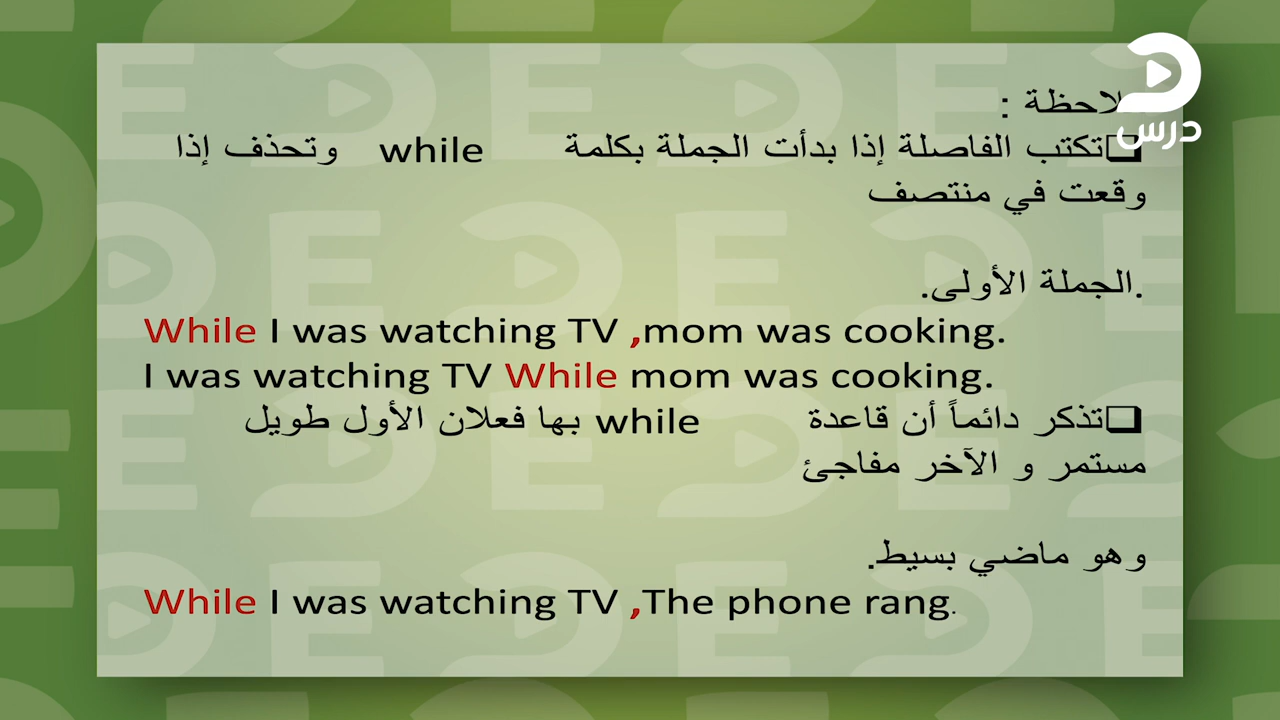 درس
ملاحظة :
❑تكتب الفاصلة إذا بدأت الجملة بكلمة while وتحذف إذا
وقعت في منتصف
.الجملة الأولى.
While I was watching TV ,mom was cooking.
I was watching TV While mom was cooking.
❑تذكر دائماً أن قاعدة while بها فعلان الأول طويل
مستمر و الآخر مفاجئ
وهو ماضي بسيط.
While I was watching TV ,The phone rang.